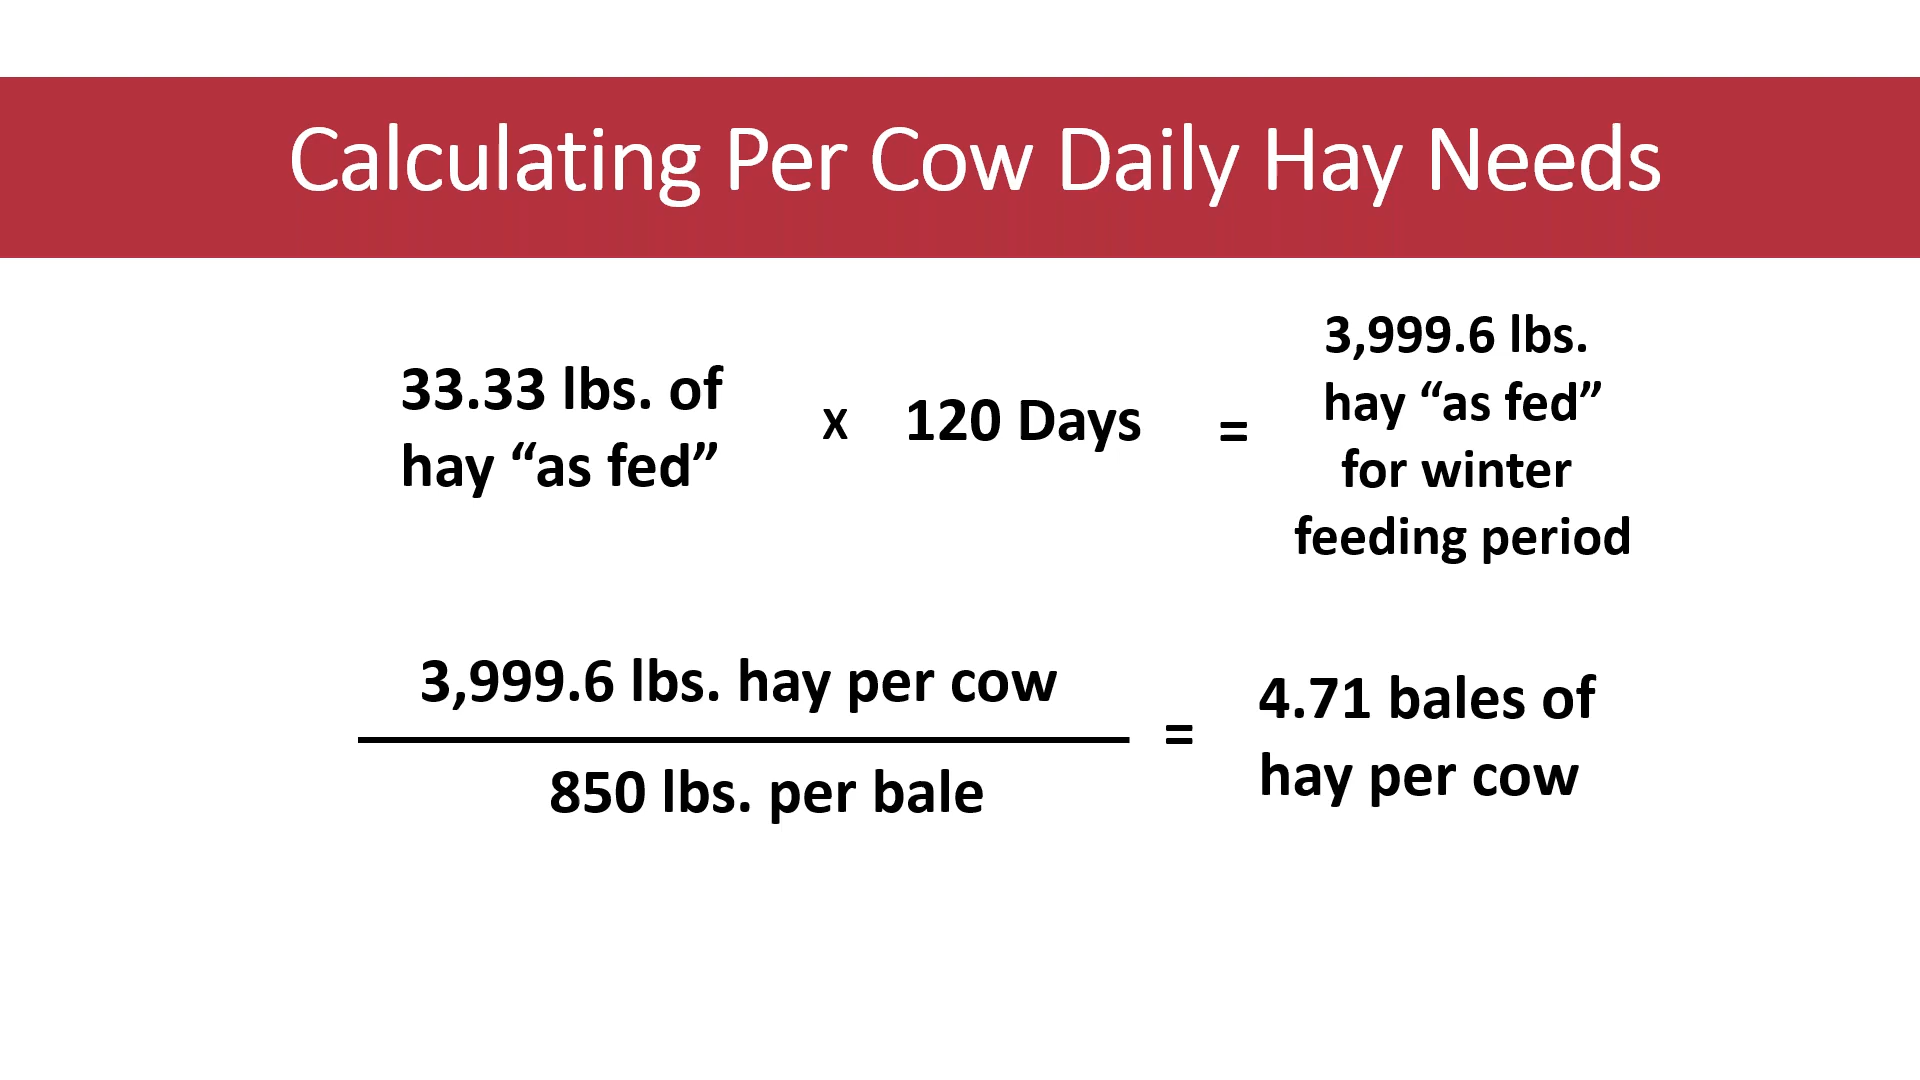 Calculating Per Cow Daily Hay Needs
33.33 lbs. of
hay “as fed”
x
120 Days
=
3,999.6 lbs.
hay “as fed”
for winter
feeding period
3,999.6 lbs. hay per cow
850 lbs. per bale
=
4.71 bales of
hay per cow